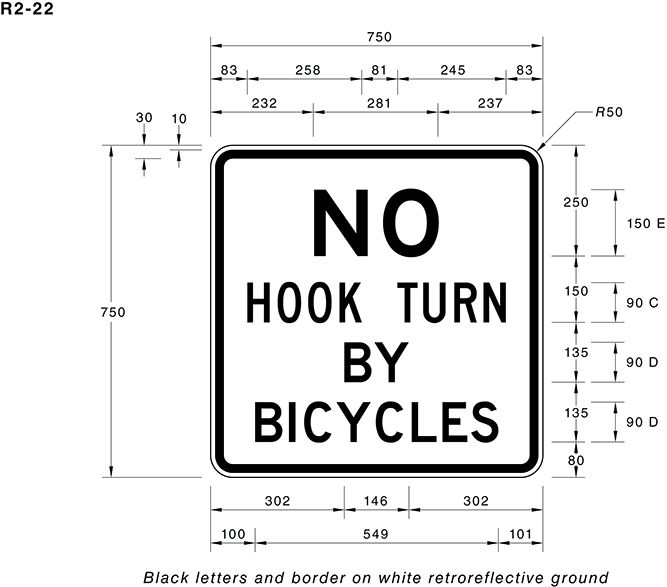 R2-22
750
83 258 81 245 83
232 281 237
30 10 R50
NO
HOOK TURN
BY
BICYCLES
750
250
150 E
150
90 C
135
90 D
135
90 D
80
302 146 302
100 549 101
Black letters and border on white retroreflective ground